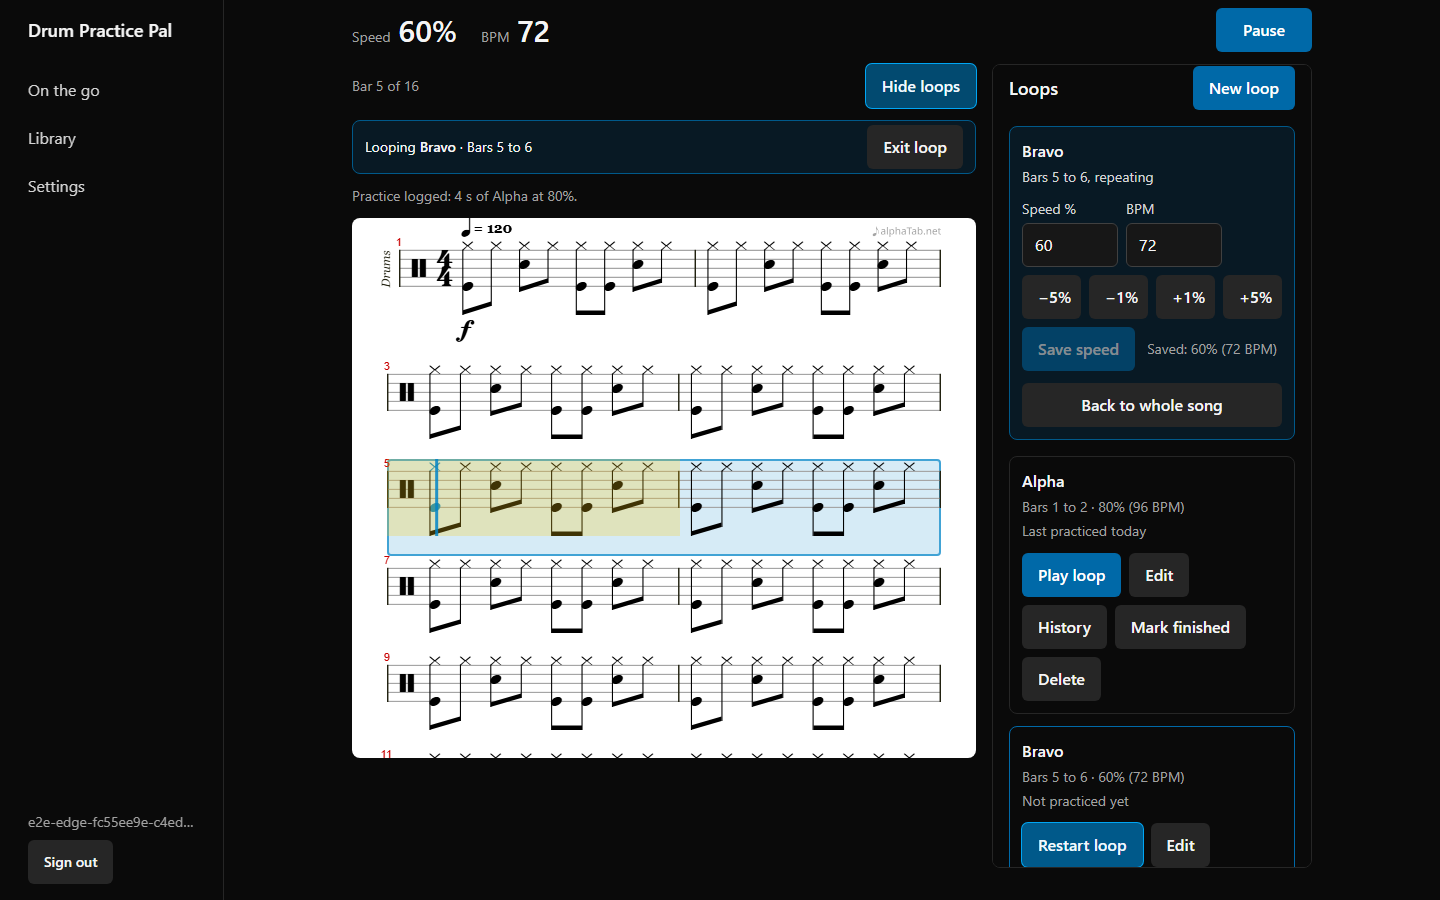 Drum Practice Pal
On the go
Library
Settings
e2e-edge-fc55ee9e-c4ed...
Sign out
Speed 60% BPM 72
Pause
Bar 5 of 16
Hide loops
Looping Bravo · Bars 5 to 6
Exit loop
Practice logged: 4 s of Alpha at 80%.
= 120
alphaTab.net
1
Drums
4
4
f
3
5
7
9
11
Loops
New loop
Bravo
Bars 5 to 6, repeating
Speed % BPM
60 72
−5% −1% +1% +5%
Save speed Saved: 60% (72 BPM)
Back to whole song
Alpha
Bars 1 to 2 · 80% (96 BPM)
Last practiced today
Play loop Edit
History Mark finished
Delete
Bravo
Bars 5 to 6 · 60% (72 BPM)
Not practiced yet
Restart loop Edit